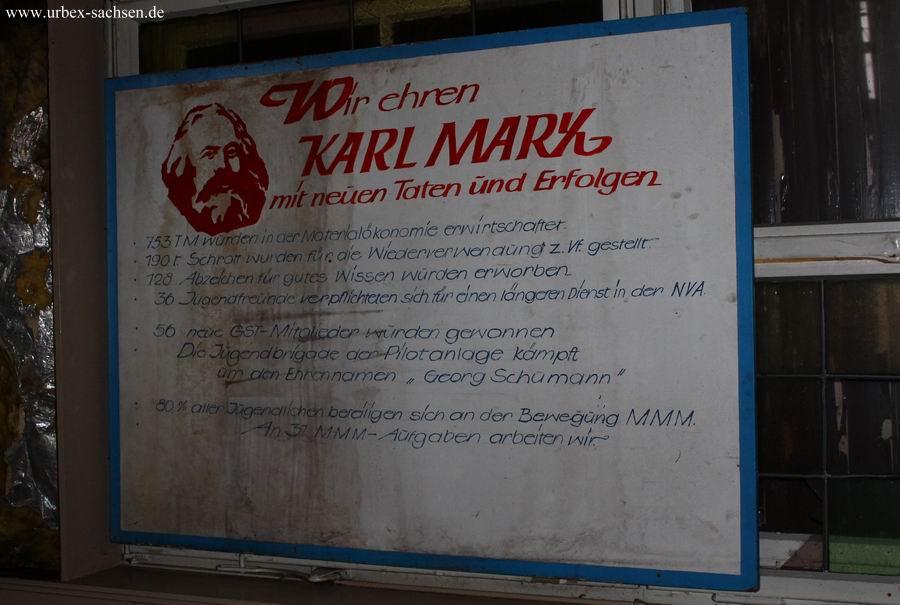 www.urbex-sachsen.de
Wir ehren
KARL MARX
mit neuen Taten und Erfolgen
· 753 TM wurden in der Materialökonomie erwirtschaftet.
· 190 t. Schrott wurden für die Wiederverwendung z. Vf. gestellt.
· 128 Abzeichen für gutes Wissen wurden erworben.
· 36 Jugendfreunde verpflichteten sich für einen längeren Dienst in der NVA.
· 56 neue GST-Mitglieder wurden gewonnen
· Die Jugendbrigade der Pilotanlage kämpft
um den Ehrennamen „Georg Schumann"
· 80 % aller Jugendlichen beteiligen sich an der Bewegung MMM.
· An 37 MMM-Aufgaben arbeiten wir.